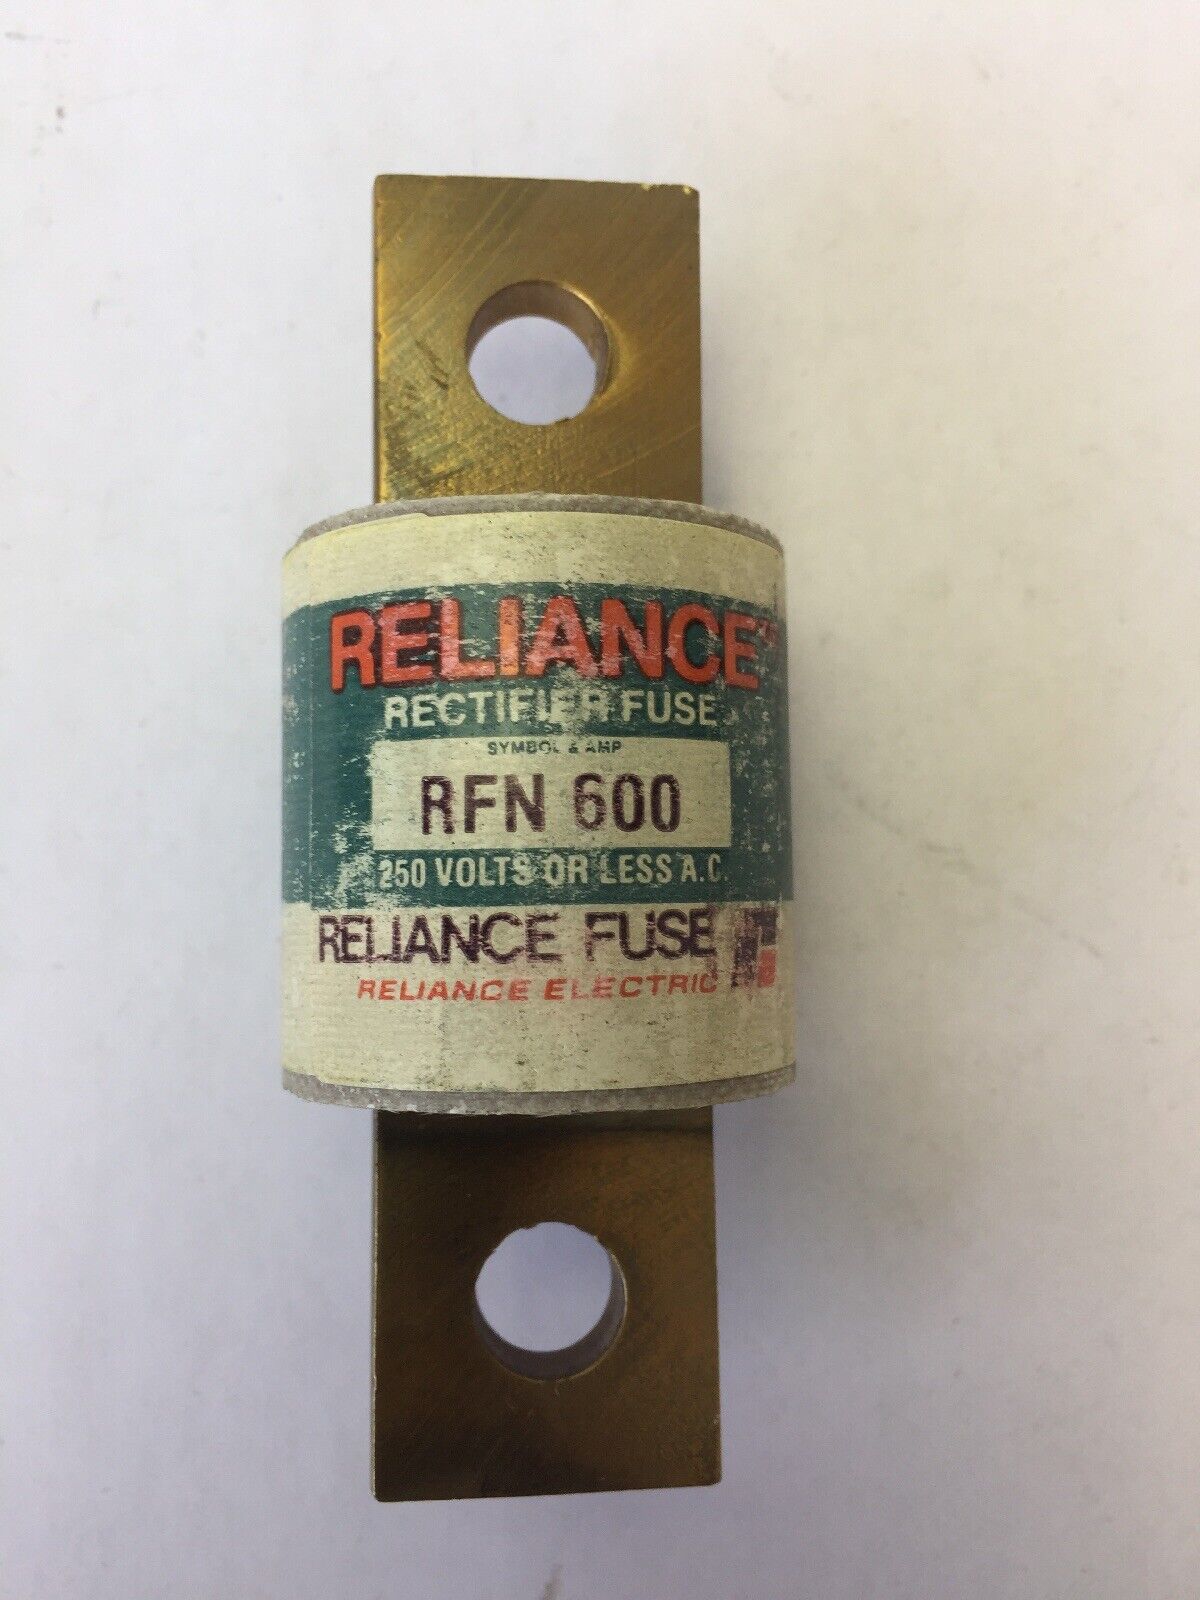 RELIANCE
RECTIFIER FUSE
SYMBOL & AMP
RFN 600
250 VOLTS OR LESS A.C.
RELIANCE FUSE
RELIANCE ELECTRIC